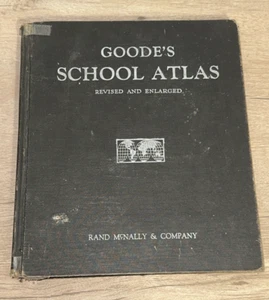 GOODE'S
SCHOOL ATLAS
REVISED AND ENLARGED
RAND MCNALLY & COMPANY